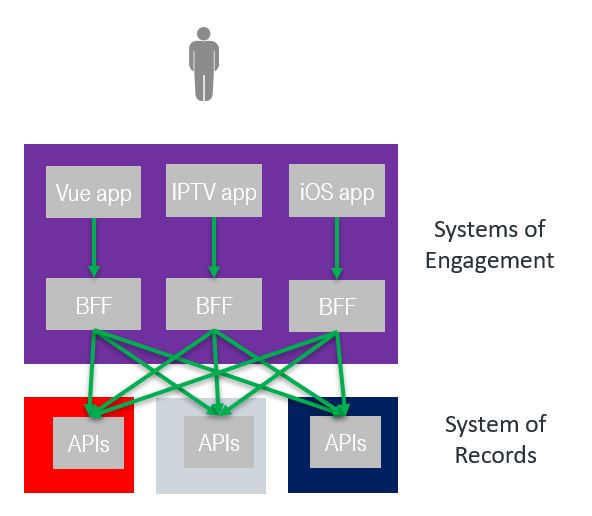 Vue app
IPTV app
iOS app
Systems of
Engagement
BFF
BFF
BFF
APIs
APIs
APIs
System of
Records